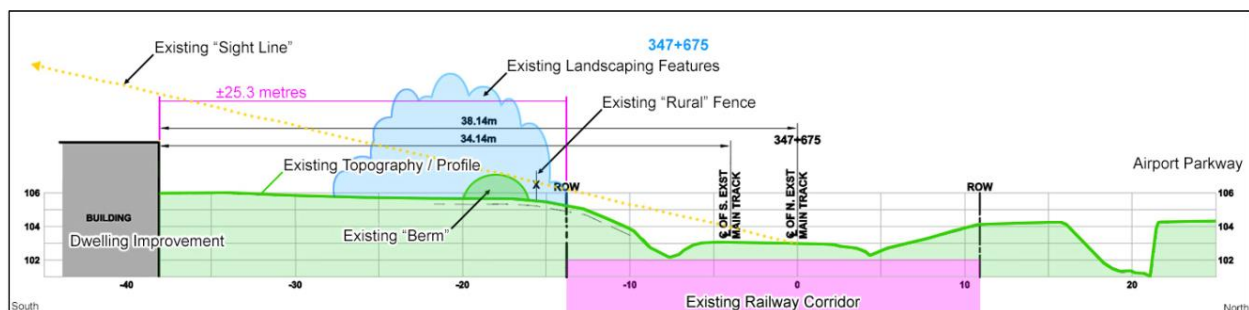 Existing “Sight Line”
347+675
Existing Landscaping Features
±25.3 metres
Existing “Rural” Fence
38.14m
34.14m
347+675
Existing Topography / Profile
Airport Parkway
106
X
ROW
ROW
106
BUILDING
Dwelling Improvement
Existing “Berm”
℄ OF S. EXST
MAIN TRACK
℄ OF N. EXST
MAIN TRACK
104
104
102
102
-40
-30
-20
-10
0
10
20
Existing Railway Corridor
South
North